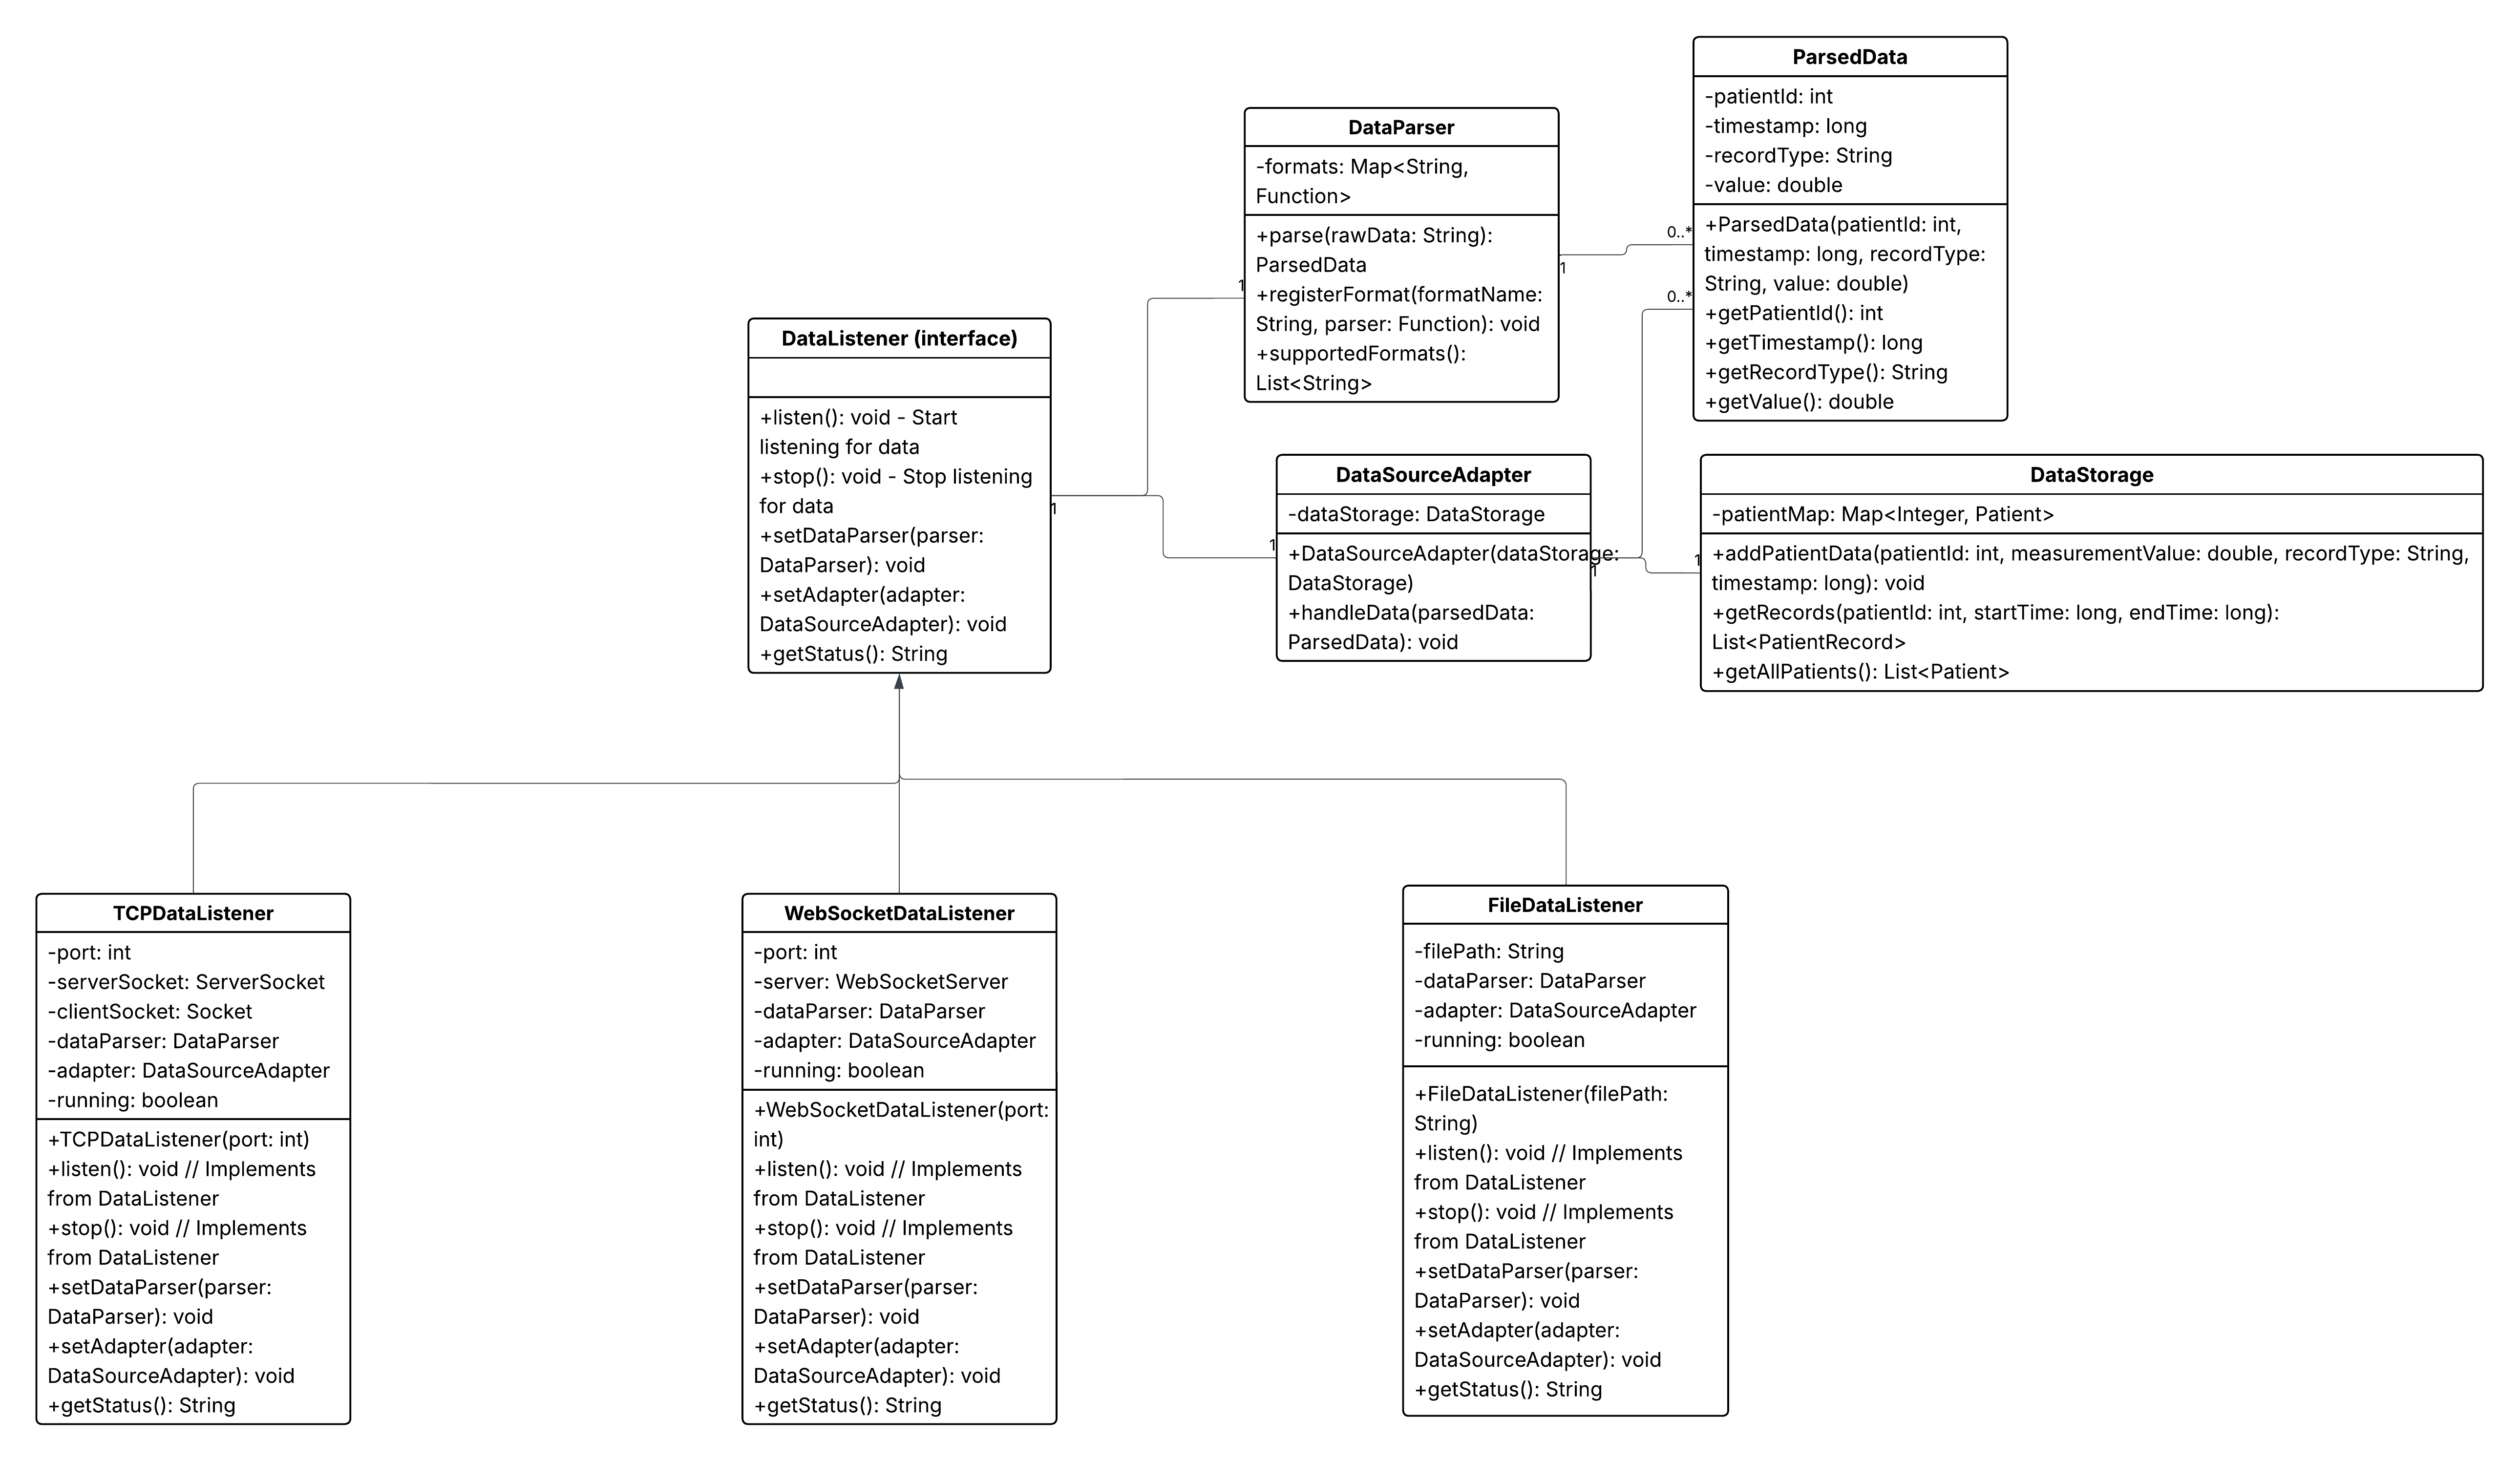 ParsedData
-patientId: int
-timestamp: long
-recordType: String
-value: double
+ParsedData(patientId: int,
timestamp: long, recordType:
String, value: double)
+getPatientId(): int
+getTimestamp(): long
+getRecordType(): String
+getValue(): double
DataParser
-formats: Map<String,
Function>
+parse(rawData: String):
ParsedData
+registerFormat(formatName:
String, parser: Function): void
+supportedFormats():
List<String>
0..*
1
0..*
1
DataListener (interface)
+listen(): void - Start
listening for data
+stop(): void - Stop listening
for data
+setDataParser(parser:
DataParser): void
+setAdapter(adapter:
DataSourceAdapter): void
+getStatus(): String
1
1
DataSourceAdapter
-dataStorage: DataStorage
+DataSourceAdapter(dataStorage:
DataStorage)
+handleData(parsedData:
ParsedData): void
1
1
DataStorage
-patientMap: Map<Integer, Patient>
+addPatientData(patientId: int, measurementValue: double, recordType: String,
timestamp: long): void
+getRecords(patientId: int, startTime: long, endTime: long):
List<PatientRecord>
+getAllPatients(): List<Patient>
TCPDataListener
-port: int
-serverSocket: ServerSocket
-clientSocket: Socket
-dataParser: DataParser
-adapter: DataSourceAdapter
-running: boolean
+TCPDataListener(port: int)
+listen(): void // Implements
from DataListener
+stop(): void // Implements
from DataListener
+setDataParser(parser:
DataParser): void
+setAdapter(adapter:
DataSourceAdapter): void
+getStatus(): String
WebSocketDataListener
-port: int
-server: WebSocketServer
-dataParser: DataParser
-adapter: DataSourceAdapter
-running: boolean
+WebSocketDataListener(port:
int)
+listen(): void // Implements
from DataListener
+stop(): void // Implements
from DataListener
+setDataParser(parser:
DataParser): void
+setAdapter(adapter:
DataSourceAdapter): void
+getStatus(): String
FileDataListener
-filePath: String
-dataParser: DataParser
-adapter: DataSourceAdapter
-running: boolean
+FileDataListener(filePath:
String)
+listen(): void // Implements
from DataListener
+stop(): void // Implements
from DataListener
+setDataParser(parser:
DataParser): void
+setAdapter(adapter:
DataSourceAdapter): void
+getStatus(): String